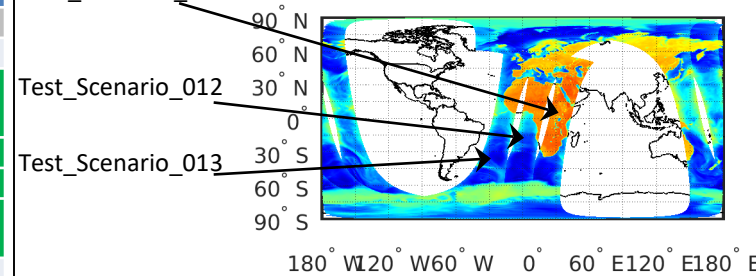 90° N
60° N
Test_Scenario_012
30° N
0°
Test_Scenario_013
30° S
60° S
90° S
180° W120° W60° W 0° 60° E120° E180° E